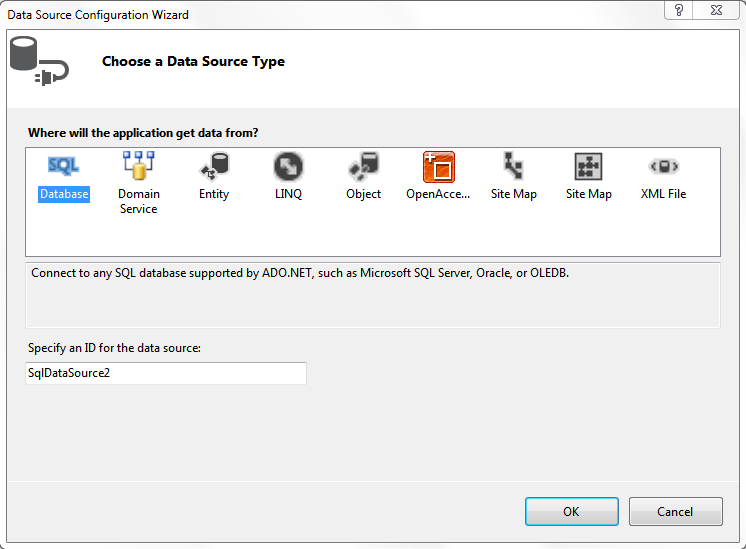 Data Source Configuration Wizard
?
Choose a Data Source Type
Where will the application get data from?
SQL
Database
Domain
Service
Entity
LINQ
Object
OpenAcce...
Site Map
Site Map
XML File
Connect to any SQL database supported by ADO.NET, such as Microsoft SQL Server, Oracle, or OLEDB.
Specify an ID for the data source:
SqlDataSource2
OK
Cancel